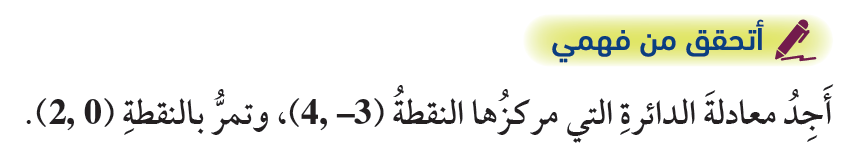 أتحقق من فهمي
أَجِدُ معادلةَ الدائرةِ التي مركزُها النقطةُ (4, –3)، وتمرُّ بالنقطةِ (2, 0).